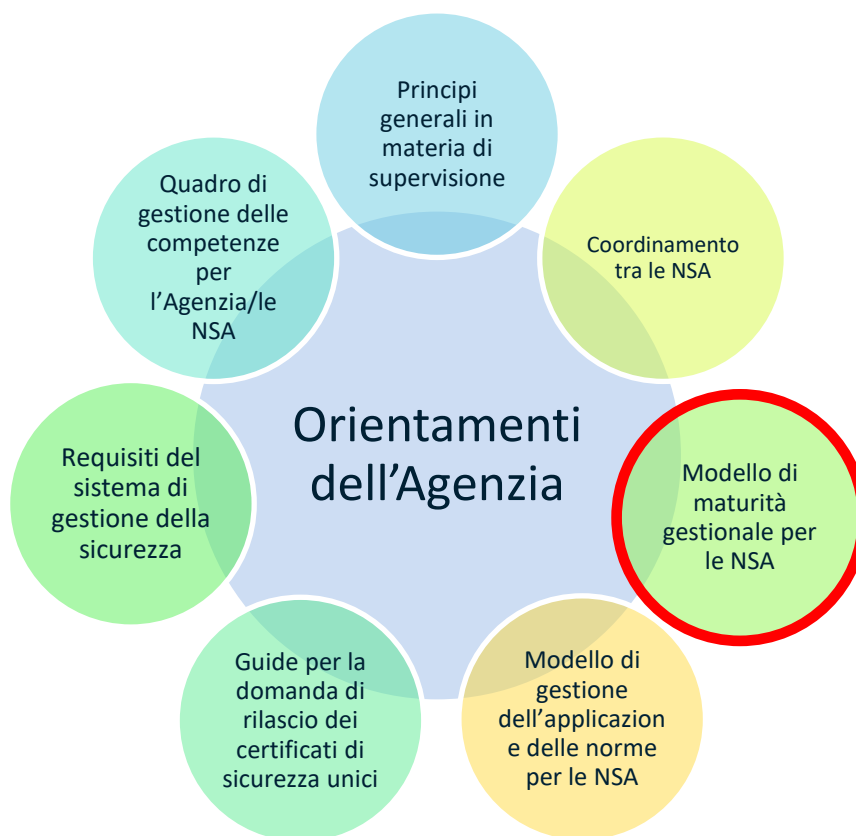 Principi
generali in
materia di
supervisione
Coordinamento
tra le NSA
Modello di
maturità
gestionale per
le NSA
Modello di
gestione
dell'applicazion
e delle norme
per le NSA
Guide per la
domanda di
rilascio dei
certificati di
sicurezza unici
Requisiti del
sistema di
gestione della
sicurezza
Quadro di
gestione delle
competenze
per
l'Agenzia/le
NSA
Orientamenti
dell'Agenzia